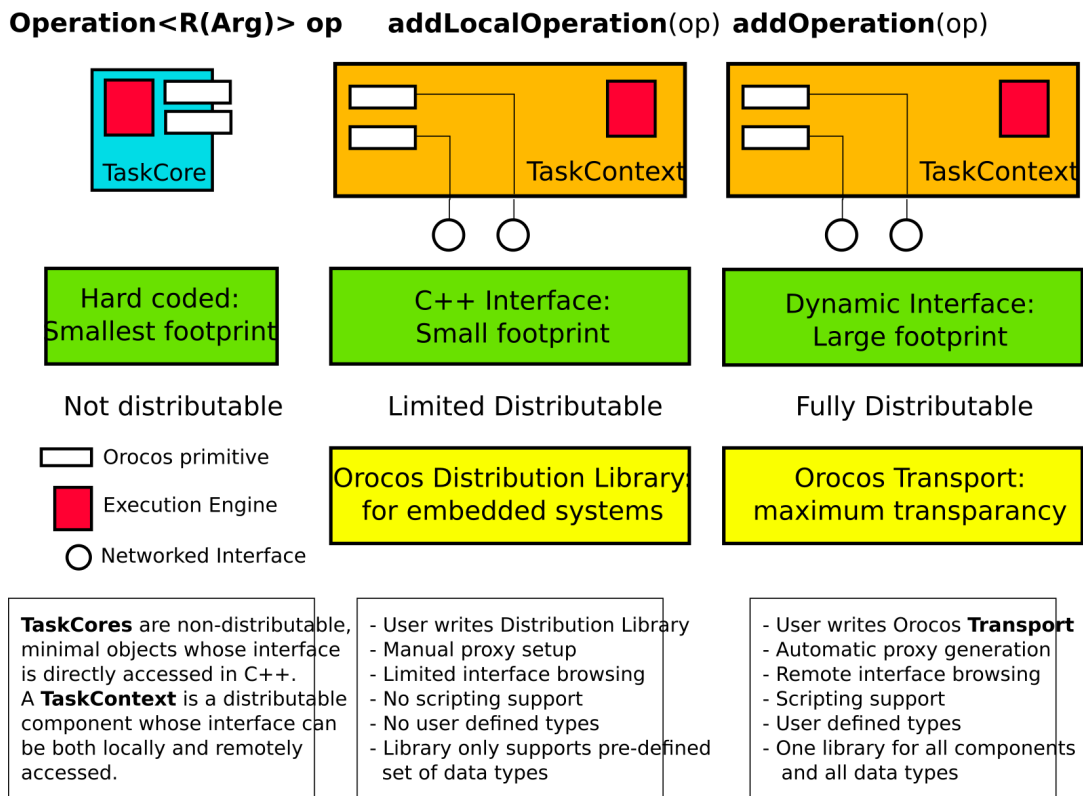 Operation<R(Arg)> op
addLocalOperation(op)
addOperation(op)
TaskCore
TaskContext
TaskContext
Hard coded:
Smallest footprint
C++ Interface:
Small footprint
Dynamic Interface:
Large footprint
Not distributable
Limited Distributable
Fully Distributable
Orocos primitive
Execution Engine
Networked Interface
Orocos Distribution Library:
for embedded systems
Orocos Transport:
maximum transparancy
TaskCores are non-distributable,
minimal objects whose interface
is directly accessed in C++.
A TaskContext is a distributable
component whose interface can
be both locally and remotely
accessed.
- User writes Distribution Library
- Manual proxy setup
- Limited interface browsing
- No scripting support
- No user defined types
- Library only supports pre-defined
set of data types
- User writes Orocos Transport
- Automatic proxy generation
- Remote interface browsing
- Scripting support
- User defined types
- One library for all components
and all data types